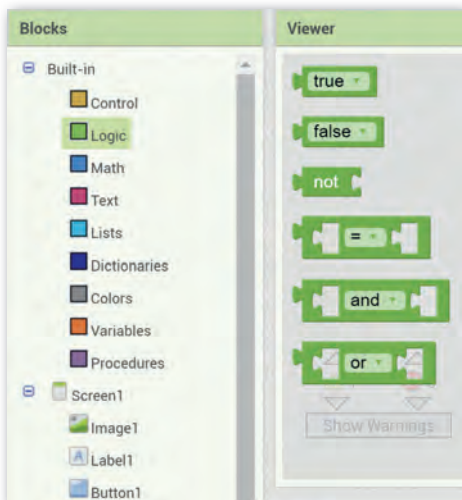 Blocks
Built-in
Control
Logic
Math
Text
Lists
Dictionaries
Colors
Variables
Procedures
Screen1
Image1
Label1
Button1
Viewer
true
false
not
=
and
or
Show Warnings